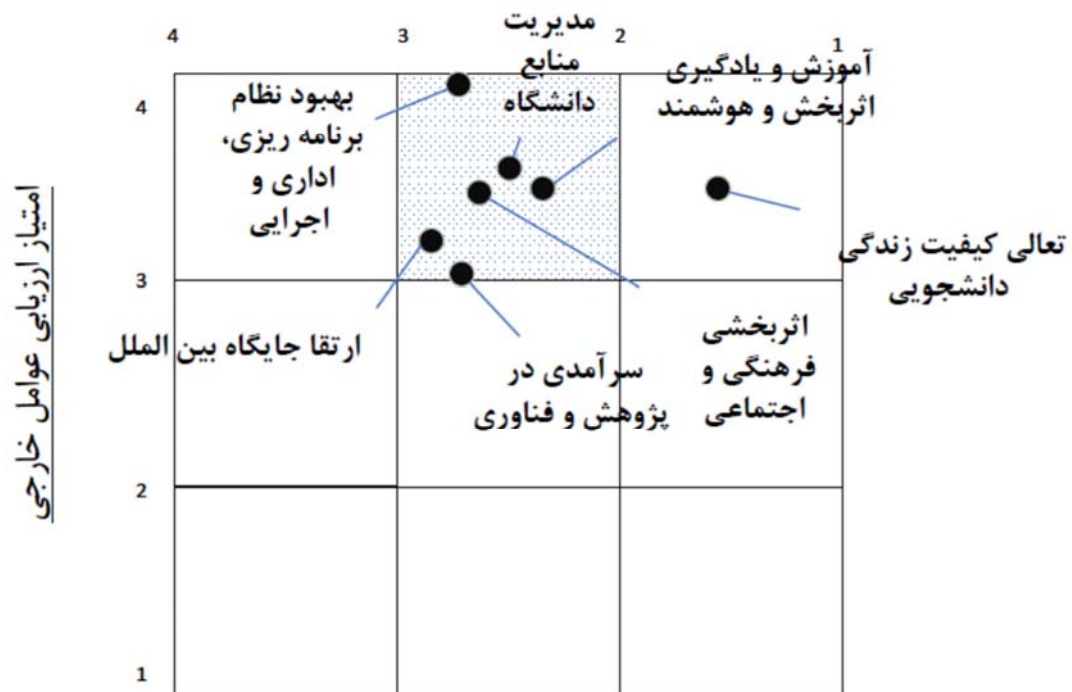 4
3
2
1
مدیریت
منابع
دانشگاه
آموزش و یادگیری
اثربخش و هوشمند
بهبود نظام
برنامه ریزی،
اداری و
اجرایی
4
تعالی کیفیت زندگی
دانشجویی
3
ارتقا جایگاه بین الملل
سرآمدی در
پژوهش و فناوری
اثربخشی
فرهنگی و
اجتماعی
2
1
امتیاز ارزیابی عوامل خارجی